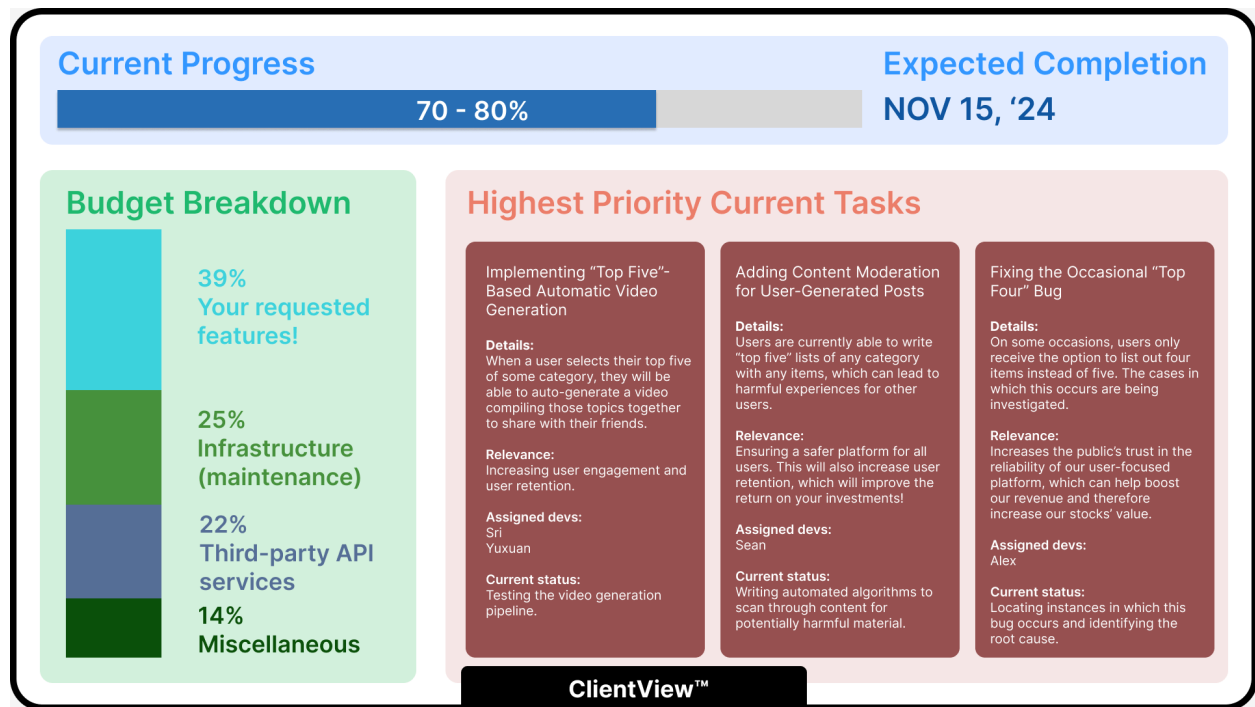 Current Progress
70 - 80%
Expected Completion
NOV 15, ‘24
Budget Breakdown
39%
Your requested
features!
25%
Infrastructure
(maintenance)
22%
Third-party API
services
14%
Miscellaneous
Highest Priority Current Tasks
Implementing “Top Five”-
Based Automatic Video
Generation
Details:
When a user selects their top five
of some category, they will be
able to auto-generate a video
compiling those topics together
to share with their friends.
Relevance:
Increasing user engagement and
user retention.
Assigned devs:
Sri
Yuxuan
Current status:
Testing the video generation
pipeline.
Adding Content Moderation
for User-Generated Posts
Details:
Users are currently able to write
“top five” lists of any category
with any items, which can lead to
harmful experiences for other
users.
Relevance:
Ensuring a safer platform for all
users. This will also increase user
retention, which will improve the
return on your investments!
Assigned devs:
Sean
Current status:
Writing automated algorithms to
scan through content for
potentially harmful material.
Fixing the Occasional “Top
Four” Bug
Details:
On some occasions, users only
receive the option to list out four
items instead of five. The cases in
which this occurs are being
investigated.
Relevance:
Increases the public’s trust in the
reliability of our user-focused
platform, which can help boost
our revenue and therefore
increase our stocks’ value.
Assigned devs:
Alex
Current status:
Locating instances in which this
bug occurs and identifying the
root cause.
ClientView™